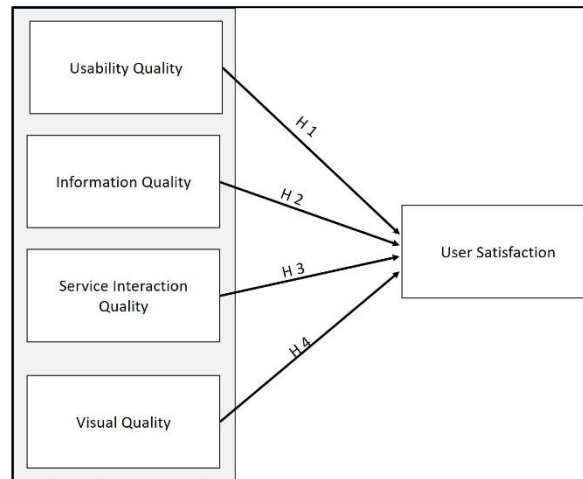 Usability Quality
H 1
Information Quality
H 2
User Satisfaction
Service Interaction
Quality
H 3
H 4
Visual Quality